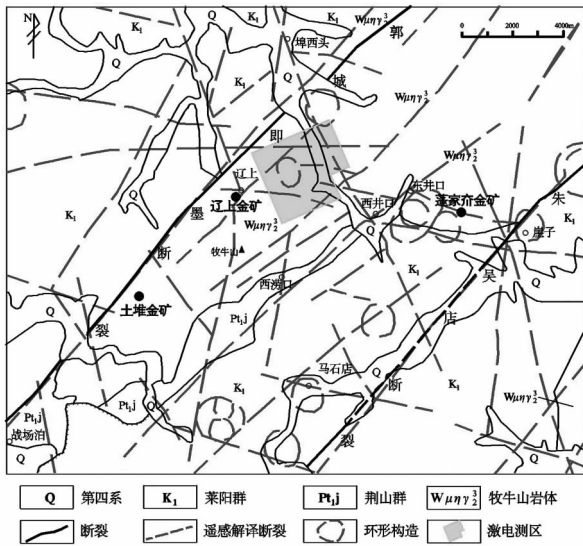 N
0 2000 4000m
K₁
Q
K₁
Wμηγ₂³
郭
埠西头
城
Q
K₁
Q
K₁
Wμηγ₂³
即
Wμηγ₂³
辽上
辽上金矿
墨
东井口
西井口
蓬家夼金矿
朱
K₁
Q
Wμηγ₂³
崖子
K₁
断
牧牛山
Q
吴
Q
西涝口
K₁
土堆金矿
Q
裂
Pt₁j
店
马石店
Q
断
K₁
Wμηγ₂³
Pt₁j
Pt₁j
战场泊
Q
K₁
K₁
裂
Q
Q
Q 第四系
K₁ 莱阳群
Pt₁j 荆山群
Wμηγ₂³ 牧牛山岩体
断裂
遥感解译断裂
环形构造
激电测区